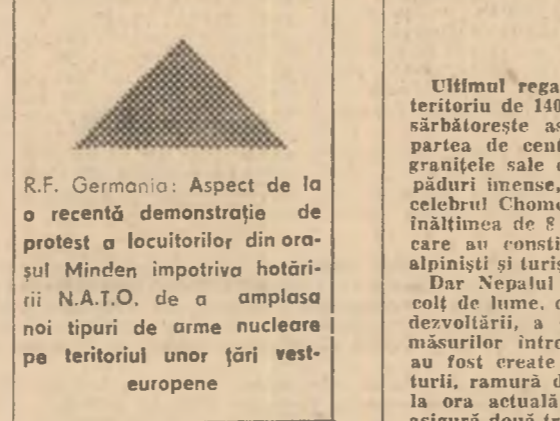 R.F. Germania: Aspect de la
o recentă demonstrație de
protest a locuitorilor din ora-
șul Minden împotriva hotărî-
rii N.A.T.O. de a amplasa
noi tipuri de arme nucleare
pe teritoriul unor țări vest-
europene
Ultimul rega
teritoriu de 140
sărbătorește as
partea de cent
granițele sale
păduri imense,
celebrul Chome
înălțimea de 8
care au consti
alpiniști și turis
Dar Nepalul
colț de lume,
dezvoltării, a
măsurilor intro
au fost create
turii, ramură d
la ora actuală
asigură două tr